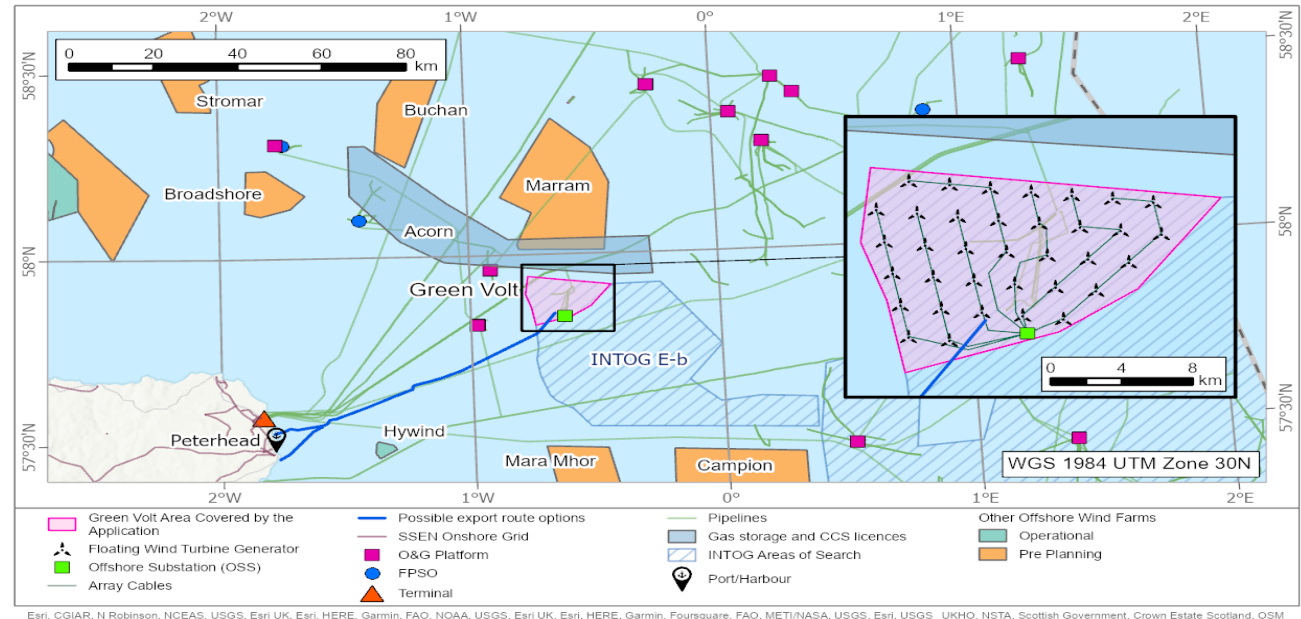 2°W 1°W 0° 1°E 2°E
0 20 40 60 80
km
58°30'N
58°30'N
Stromar
Buchan
Broadshore
Marram
Acorn
58°N
58°N
Green Volt
INTOG E-b
0 4 8
km
57°30'N
57°30'N
Peterhead
Hywind
Mara Mhor
Campion
WGS 1984 UTM Zone 30N
2°W 1°W 0° 1°E 2°E
Green Volt Area Covered by the
Application
Floating Wind Turbine Generator
Offshore Substation (OSS)
Array Cables
Possible export route options
SSEN Onshore Grid
O&G Platform
FPSO
Terminal
Pipelines
Gas storage and CCS licences
INTOG Areas of Search
Port/Harbour
Other Offshore Wind Farms
Operational
Pre Planning
Esri, CGIAR, N Robinson, NCEAS, USGS, Esri UK, Esri, HERE, Garmin, FAO, NOAA, USGS, Esri UK, Esri, HERE, Garmin, Foursquare, FAO, METI/NASA, USGS, Esri, USGS UKHO, NSTA, Scottish Government, Crown Estate Scotland, OSM